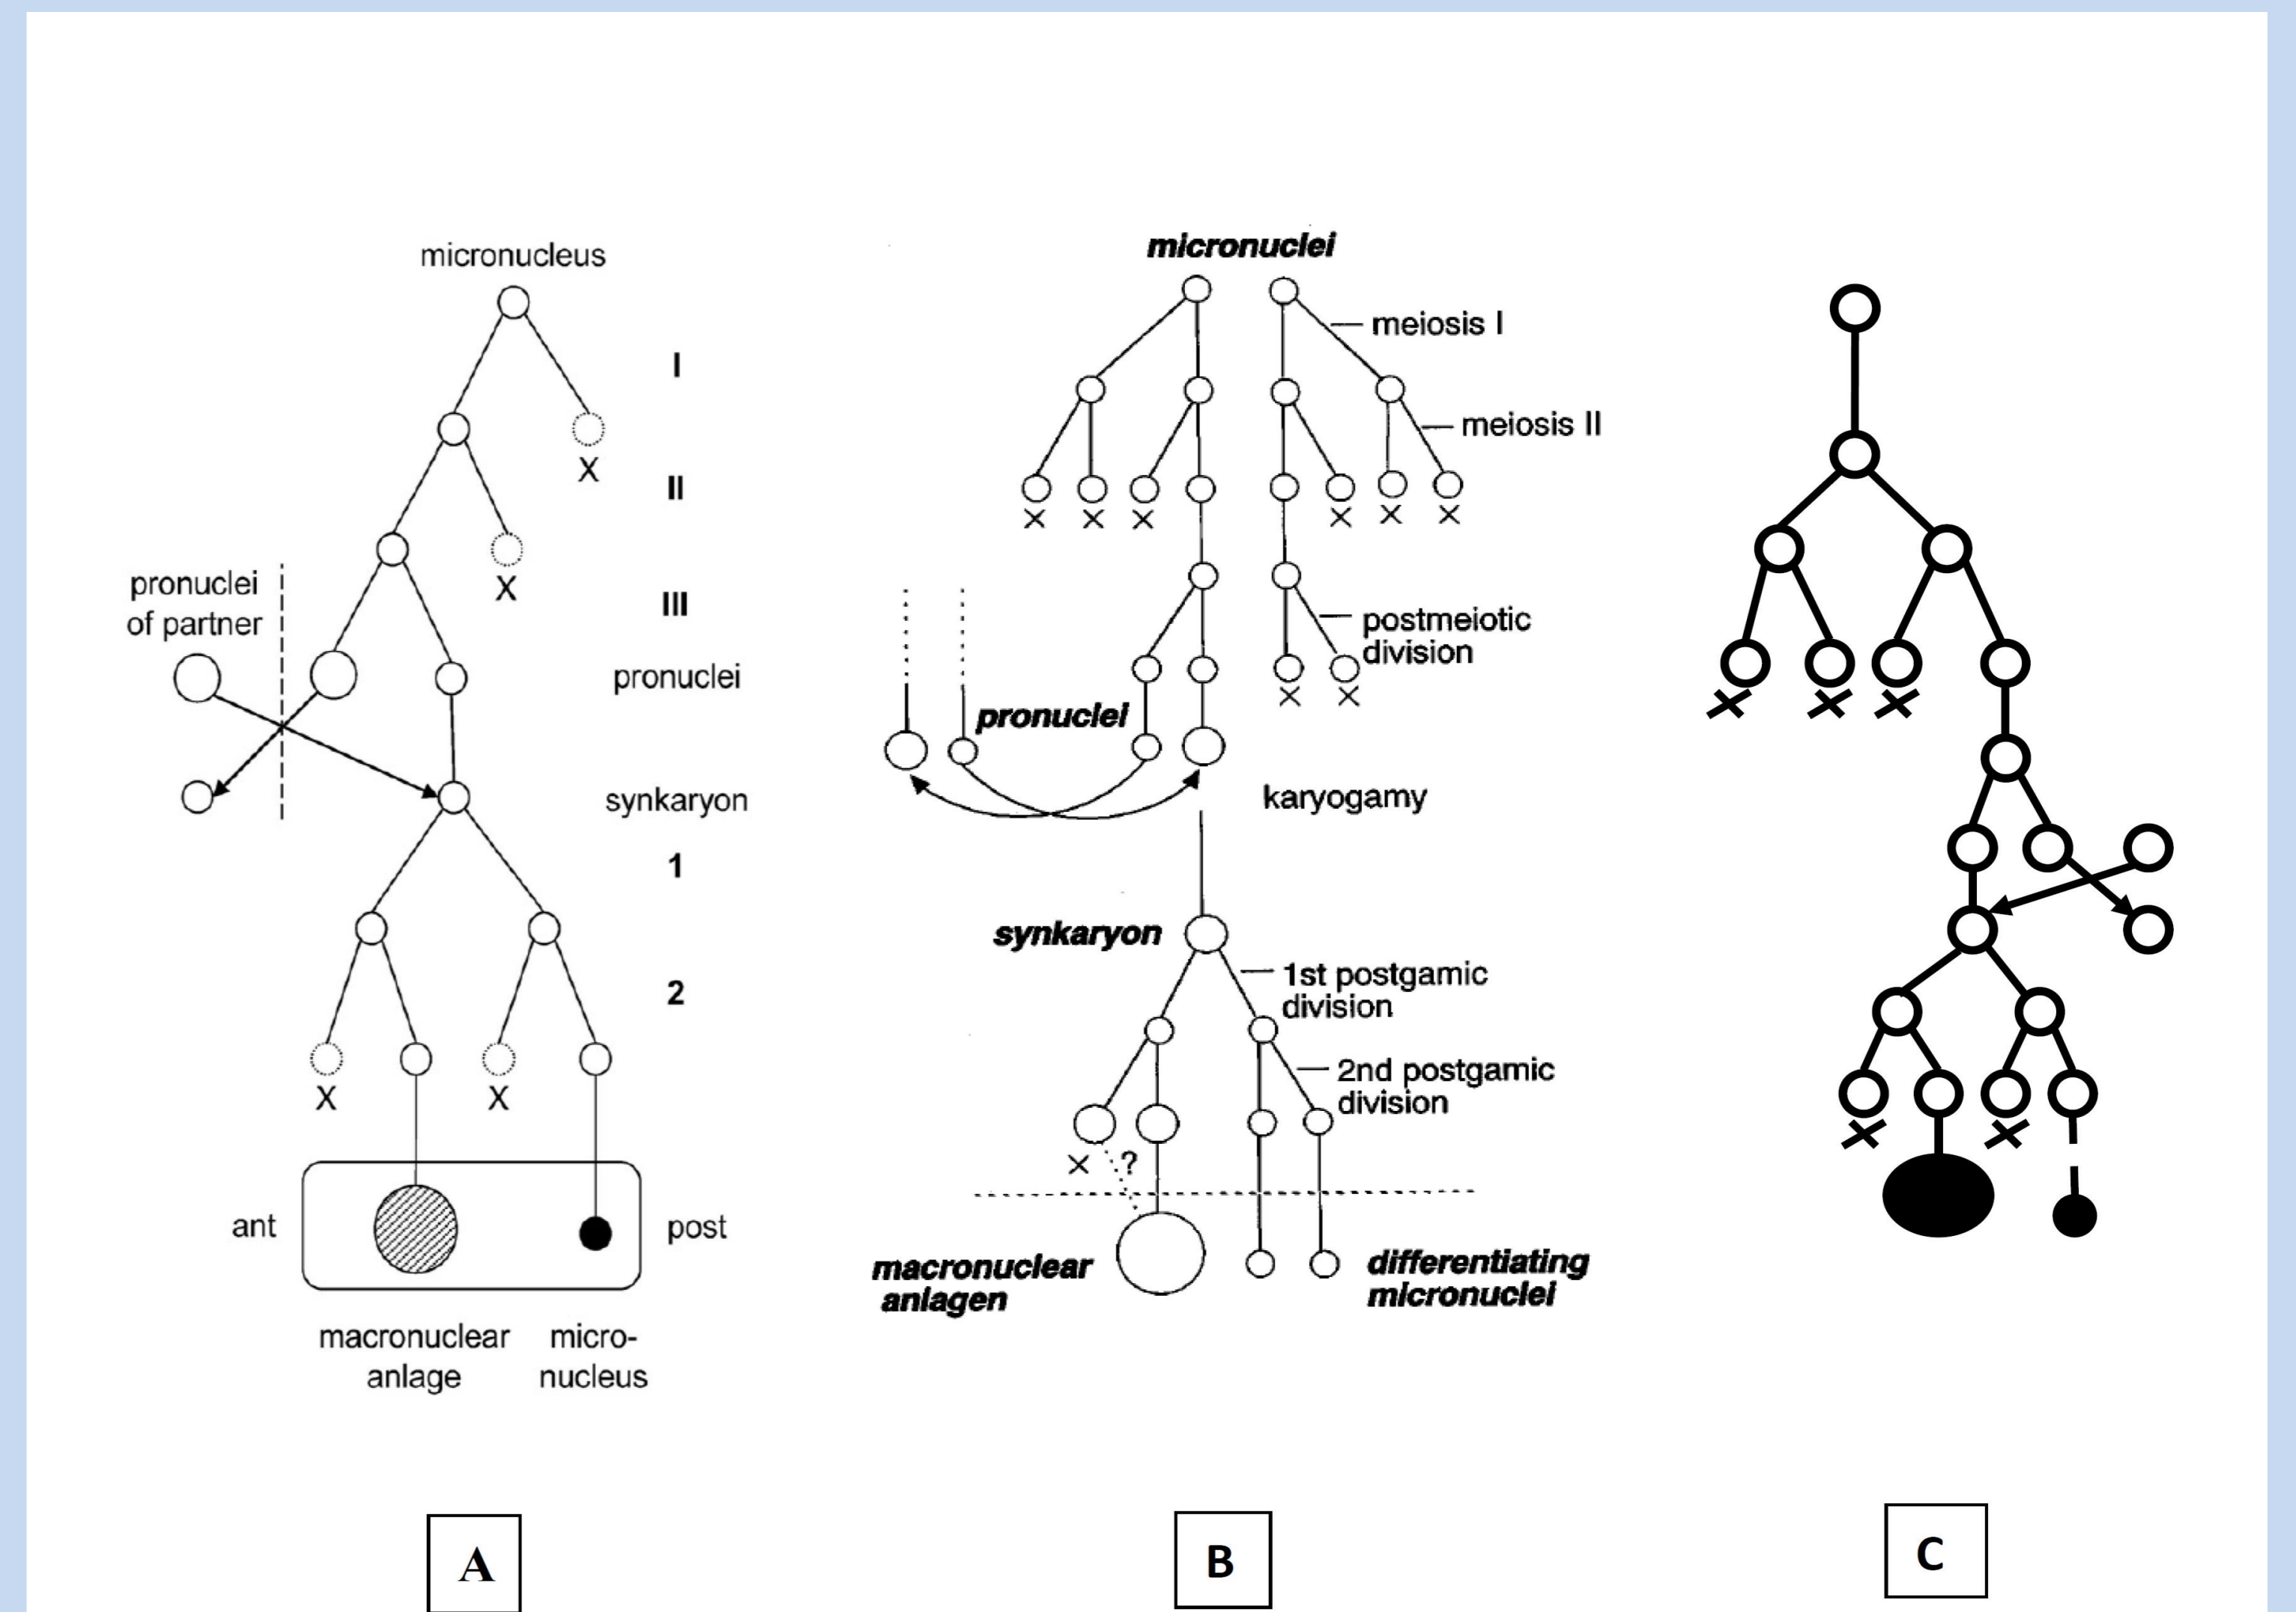 micronucleus
I
X
II
X
pronuclei
of partner
III
pronuclei
synkaryon
1
2
X X
ant post
macronuclear
anlage
micro-
nucleus
A
micronuclei
meiosis I
meiosis II
X X X X X X
postmeiotic
division
X X
pronuclei
karyogamy
synkaryon
1st postgamic
division
2nd postgamic
division
X ?
macronuclear
anlagen
differentiating
micronuclei
B
X X X
X X
C